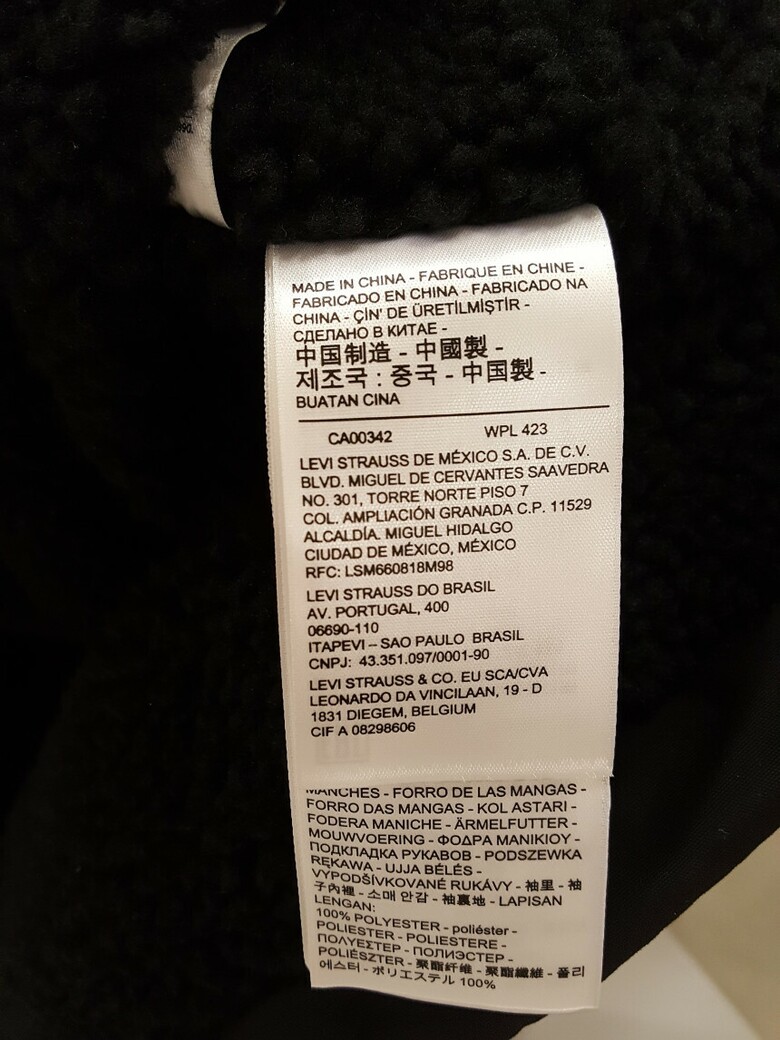 MADE IN CHINA - FABRIQUE EN CHINE -
FABRICADO EN CHINA - FABRICADO NA
CHINA - ÇİN' DE ÜRETİLMİŞTİR -
СДЕЛАНО В КИТАЕ -
中国制造 - 中國製 -
제조국 : 중국 - 中国製 -
BUATAN CINA
CA00342 WPL 423
LEVI STRAUSS DE MÉXICO S.A. DE C.V.
BLVD. MIGUEL DE CERVANTES SAAVEDRA
NO. 301, TORRE NORTE PISO 7
COL. AMPLIACIÓN GRANADA C.P. 11529
ALCALDÍA. MIGUEL HIDALGO
CIUDAD DE MÉXICO, MÉXICO
RFC: LSM660818M98
LEVI STRAUSS DO BRASIL
AV. PORTUGAL, 400
06690-110
ITAPEVI – SAO PAULO BRASIL
CNPJ: 43.351.097/0001-90
LEVI STRAUSS & CO. EU SCA/CVA
LEONARDO DA VINCILAAN, 19 - D
1831 DIEGEM, BELGIUM
CIF A 08298606
MANCHES - FORRO DE LAS MANGAS -
FORRO DAS MANGAS - KOL ASTARI -
FODERA MANICHE - ÄRMELFUTTER -
MOUWVOERING - ΦΟΔΡΑ ΜΑΝΙΚΙΟΥ -
ПОДКЛАДКА РУКАВОВ - PODSZEWKA
RĘKAWA - UJJA BÉLÉS -
VYPODŠÍVKOVANÉ RUKÁVY - 袖里 - 袖
子內裡 - 소매 안감 - 袖裏地 - LAPISAN
LENGAN:
100% POLYESTER - poliéster -
POLIESTER - POLIESTERE -
ΠΟΛΥΕΣΤΕΡ - ПОЛИЭСТЕР -
POLIÉSZTER - 聚酯纤维 - 聚酯纖維 - 폴리
에스터 - ポリエステル 100%